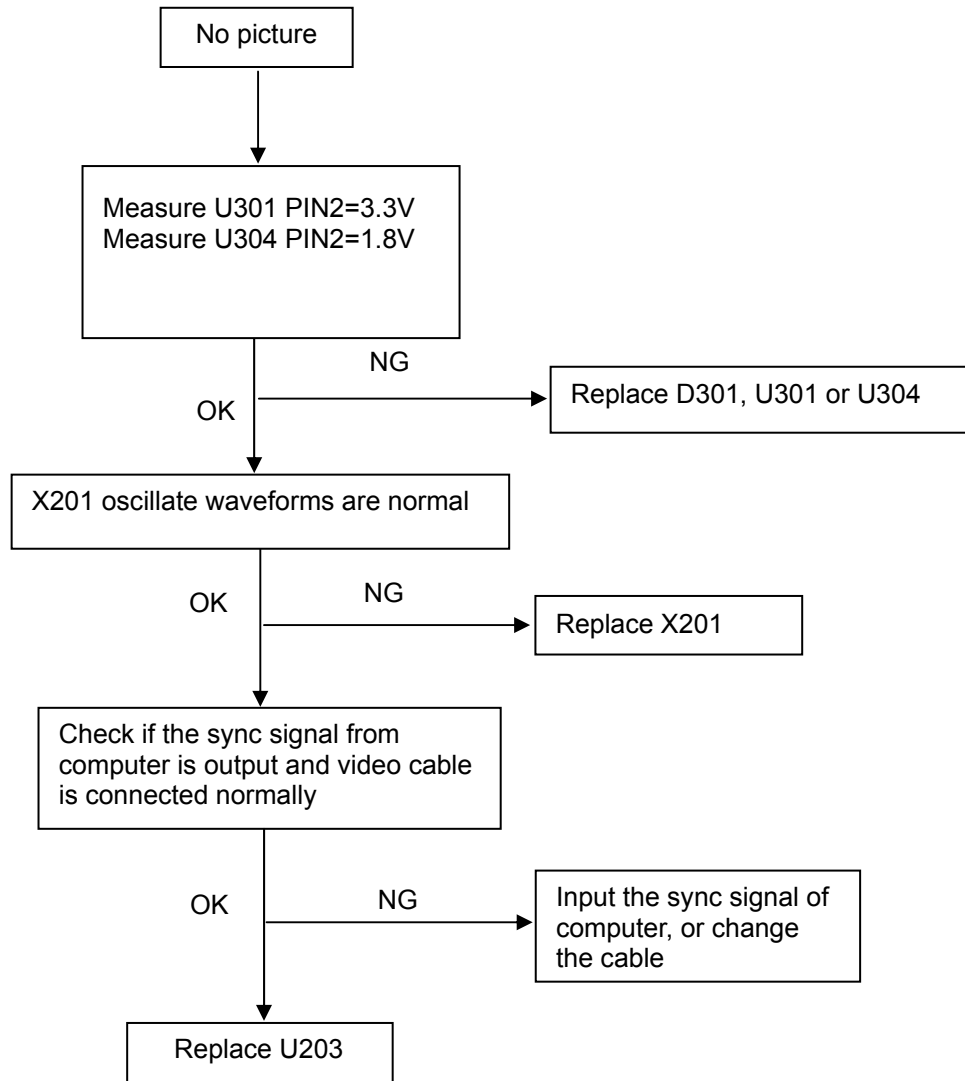 No picture
Measure U301 PIN2=3.3V
Measure U304 PIN2=1.8V
NG
OK
Replace D301, U301 or U304
X201 oscillate waveforms are normal
OK
NG
Replace X201
Check if the sync signal from
computer is output and video cable
is connected normally
OK
NG
Input the sync signal of
computer, or change
the cable
Replace U203